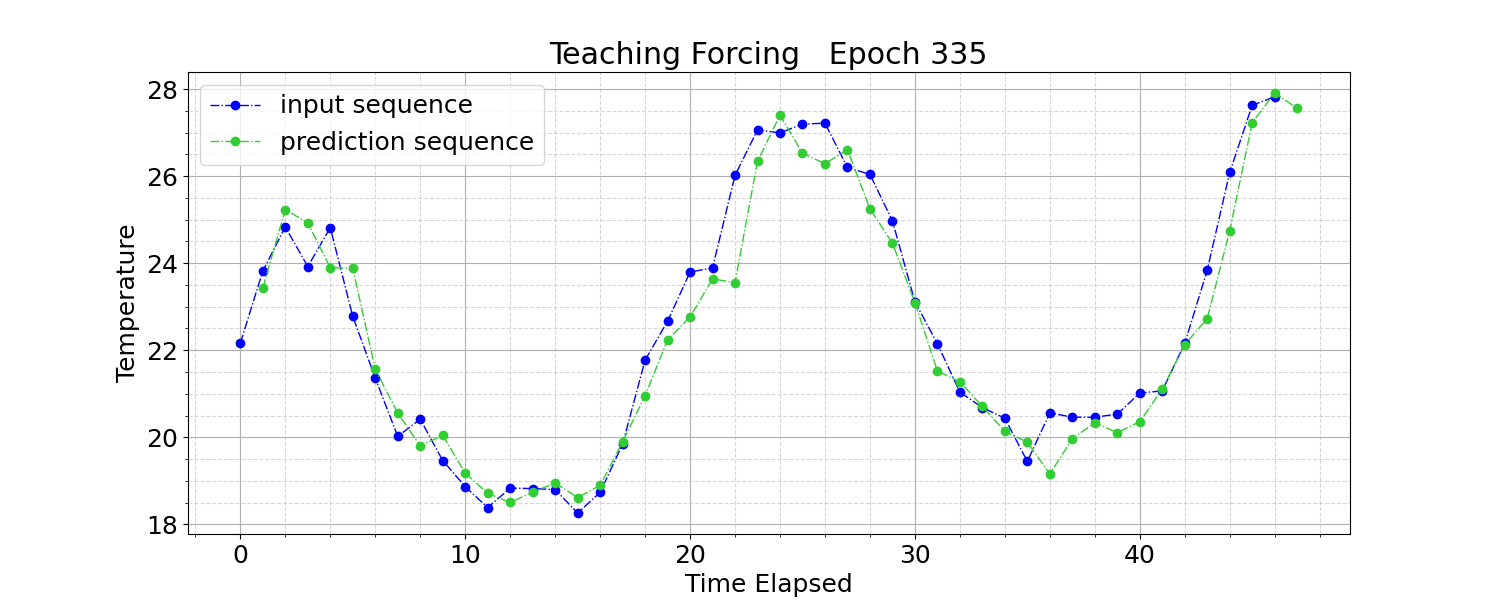 Teaching Forcing   Epoch 335
input sequence
prediction sequence
28
26
24
22
20
18
Temperature
0 10 20 30 40
Time Elapsed